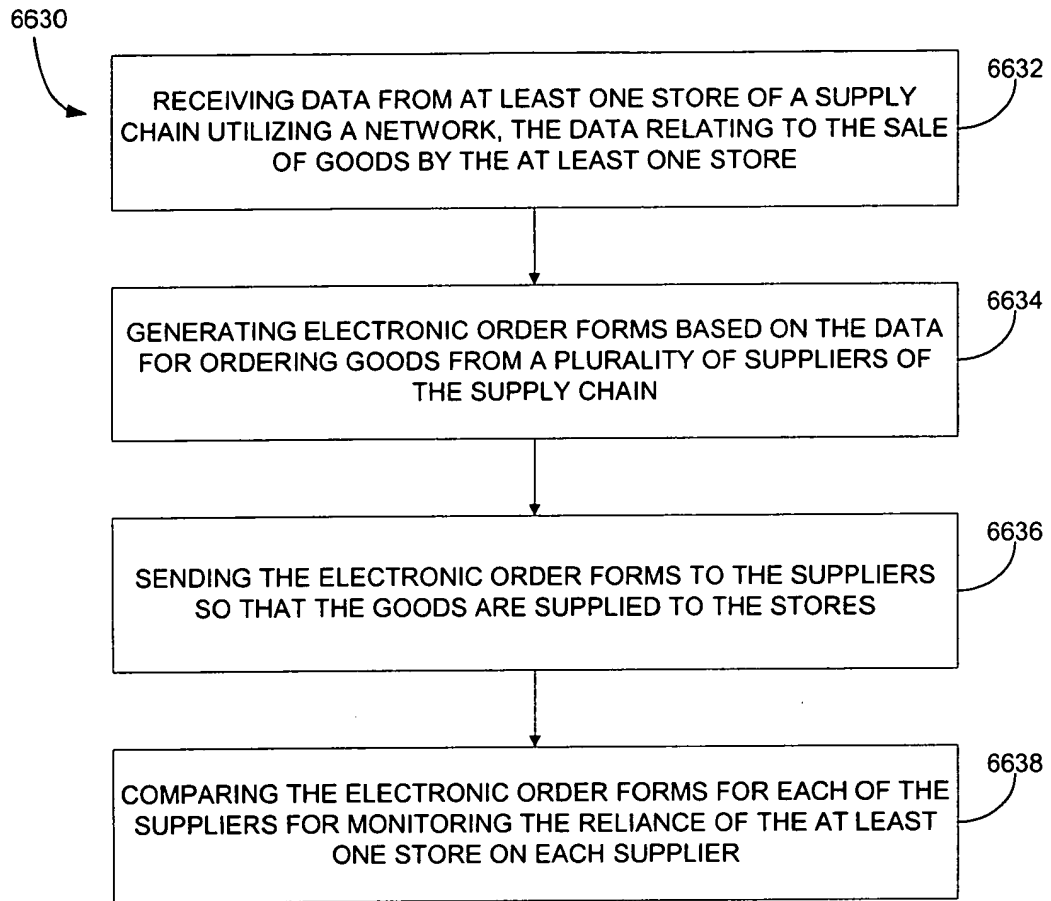 6630
6632
RECEIVING DATA FROM AT LEAST ONE STORE OF A SUPPLY
CHAIN UTILIZING A NETWORK, THE DATA RELATING TO THE SALE
OF GOODS BY THE AT LEAST ONE STORE
6634
GENERATING ELECTRONIC ORDER FORMS BASED ON THE DATA
FOR ORDERING GOODS FROM A PLURALITY OF SUPPLIERS OF
THE SUPPLY CHAIN
6636
SENDING THE ELECTRONIC ORDER FORMS TO THE SUPPLIERS
SO THAT THE GOODS ARE SUPPLIED TO THE STORES
6638
COMPARING THE ELECTRONIC ORDER FORMS FOR EACH OF THE
SUPPLIERS FOR MONITORING THE RELIANCE OF THE AT LEAST
ONE STORE ON EACH SUPPLIER